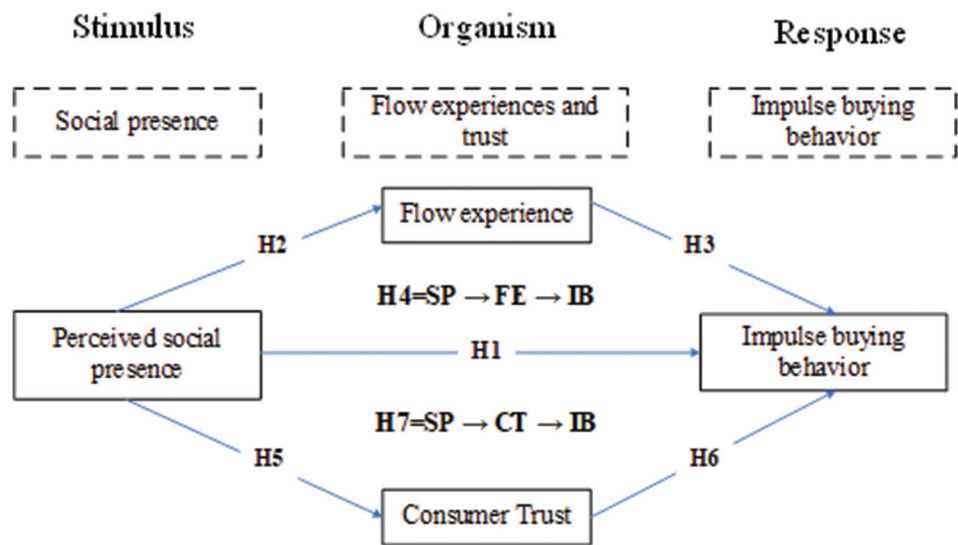 Stimulus
Organism
Response
Social presence
Flow experiences and
trust
Impulse buying
behavior
Flow experience
H2
H3
H4=SP → FE → IB
Perceived social
presence
H1
Impulse buying
behavior
H7=SP → CT → IB
H5
H6
Consumer Trust